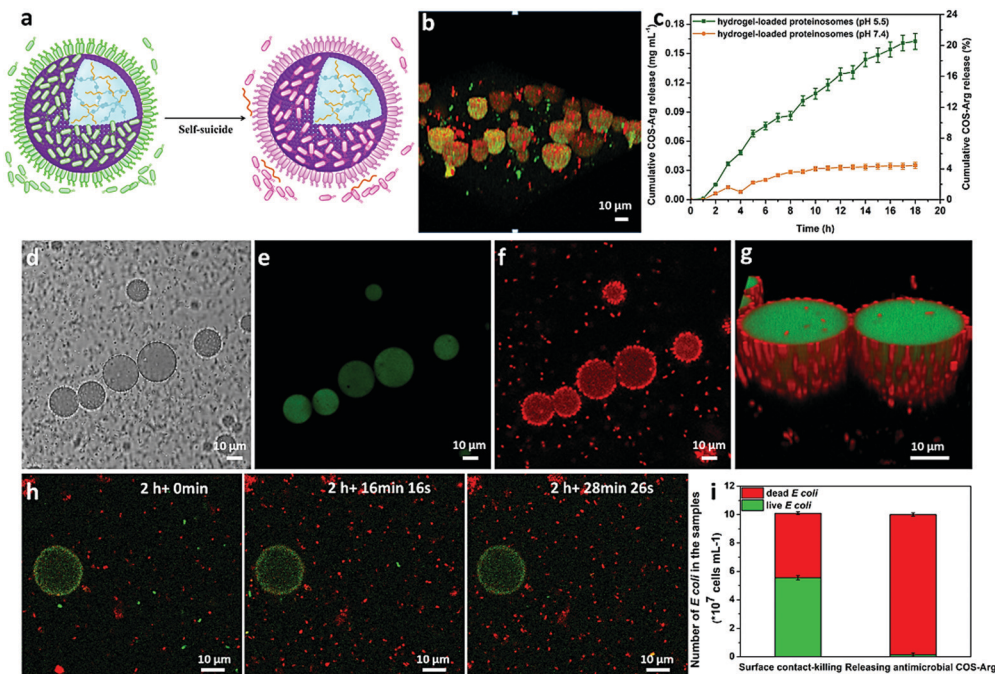 a
Self-suicide
b
10 μm
c
hydrogel-loaded proteinosomes (pH 5.5)
hydrogel-loaded proteinosomes (pH 7.4)
Cumulative COS-Arg release (mg mL⁻¹)
0.18
0.15
0.12
0.09
0.06
0.03
0.00
24
20
16
12
8
4
0
Cumulative COS-Arg release (%)
0 2 4 6 8 10 12 14 16 18 20
Time (h)
d
10 μm
e
10 μm
f
10 μm
g
10 μm
h
2 h+ 0min
10 μm
2 h+ 16min 16s
10 μm
2 h+ 28min 26s
10 μm
i
dead E coli
live E coli
Number of E coli in the samples
(*10⁷ cells mL-1)
12
10
8
6
4
2
0
Surface contact-killing Releasing antimicrobial COS-Arg